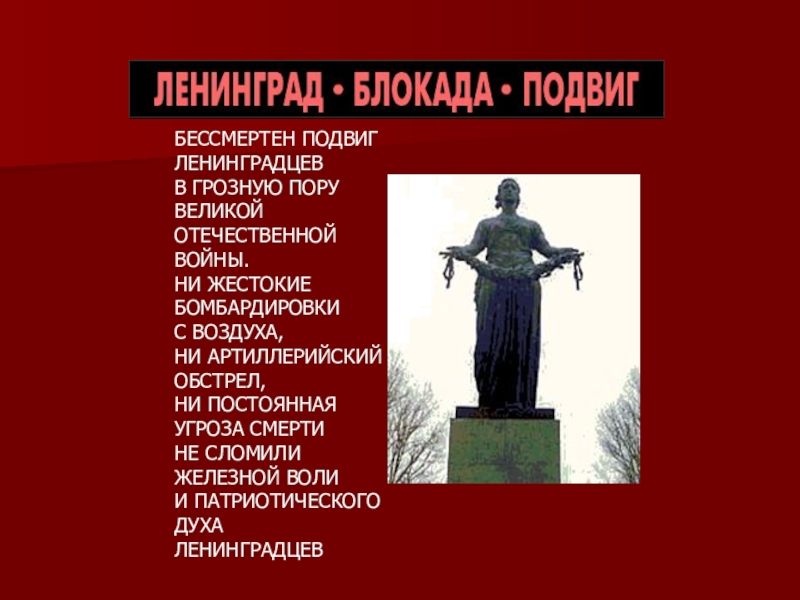 ЛЕНИНГРАД • БЛОКАДА • ПОДВИГ
БЕССМЕРТЕН ПОДВИГ
ЛЕНИНГРАДЦЕВ
В ГРОЗНУЮ ПОРУ
ВЕЛИКОЙ
ОТЕЧЕСТВЕННОЙ
ВОЙНЫ.
НИ ЖЕСТОКИЕ
БОМБАРДИРОВКИ
С ВОЗДУХА,
НИ АРТИЛЛЕРИЙСКИЙ
ОБСТРЕЛ,
НИ ПОСТОЯННАЯ
УГРОЗА СМЕРТИ
НЕ СЛОМИЛИ
ЖЕЛЕЗНОЙ ВОЛИ
И ПАТРИОТИЧЕСКОГО
ДУХА
ЛЕНИНГРАДЦЕВ